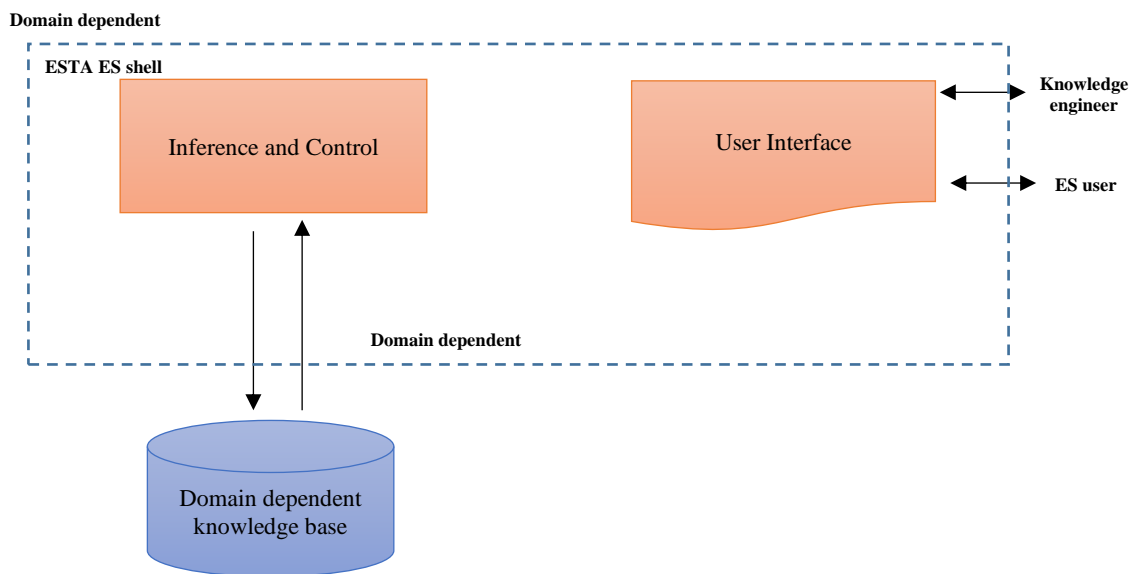 Domain dependent
ESTA ES shell
Inference and Control
User Interface
Knowledge
engineer
ES user
Domain dependent
Domain dependent
knowledge base